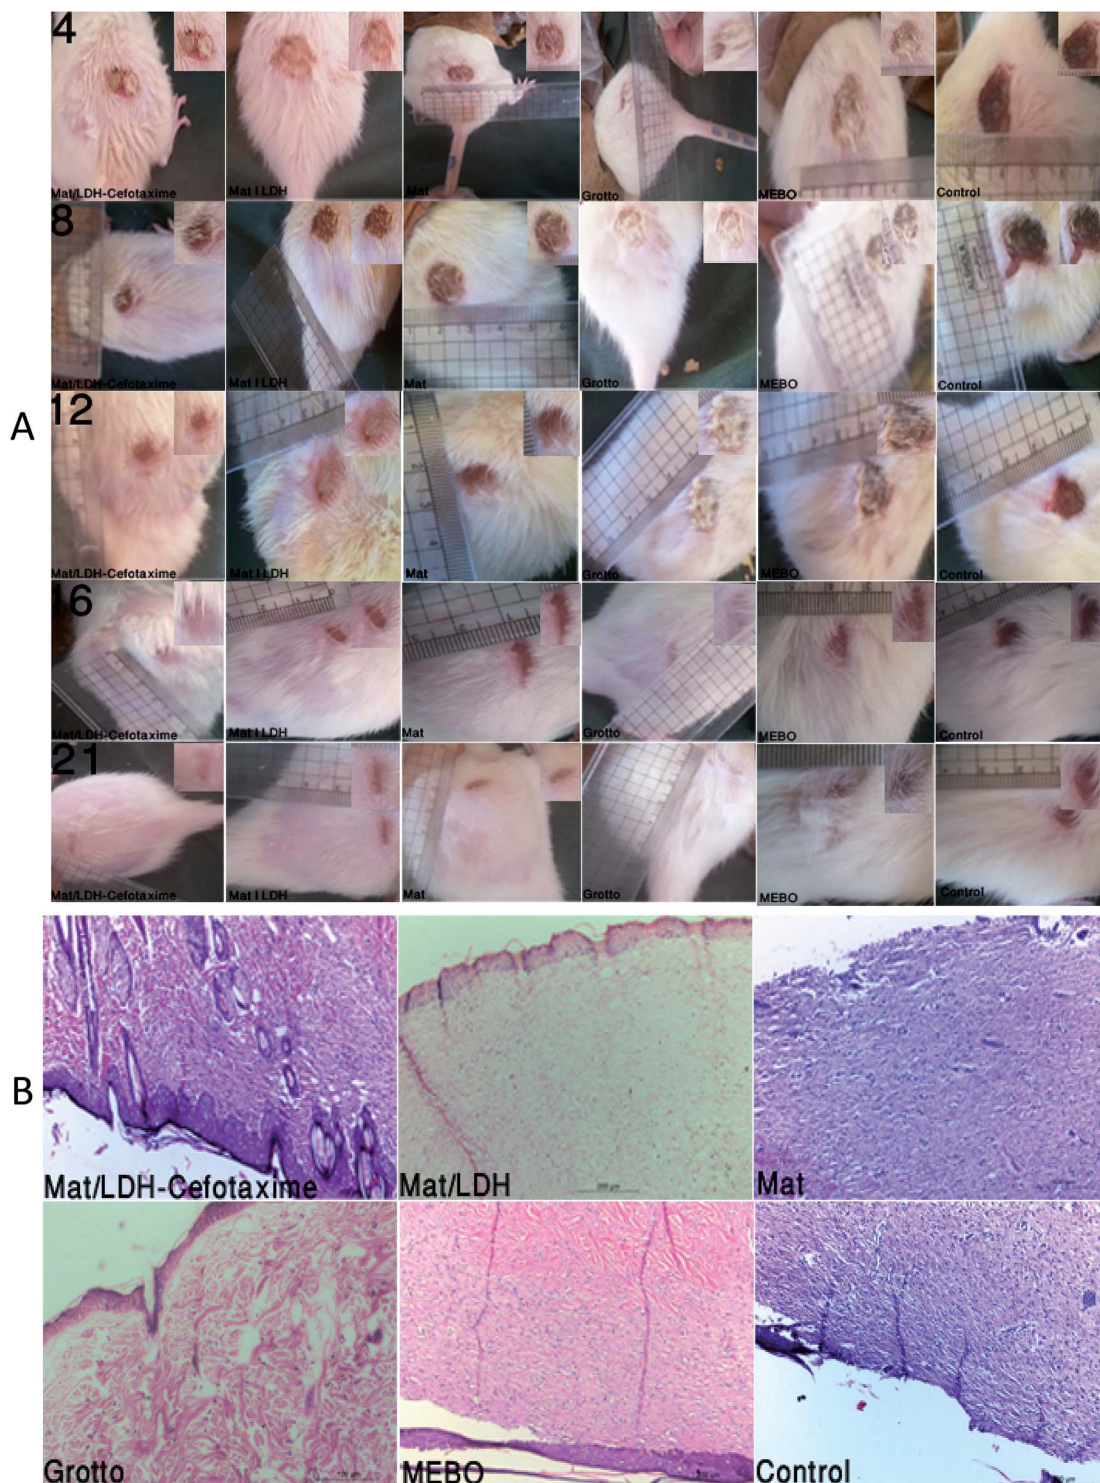 A
4
Mat/LDH-Cefotaxime
Mat I LDH
Mat
Grotto
MEBO
Control
8
Mat/LDH-Cefotaxime
Mat I LDH
Mat
Grotto
MEBO
Control
12
Mat/LDH-Cefotaxime
Mat I LDH
Mat
Grotto
MEBO
Control
16
Mat/LDH-Cefotaxime
Mat I LDH
Mat
Grotto
MEBO
Control
21
Mat/LDH-Cefotaxime
Mat I LDH
Mat
Grotto
MEBO
Control
B
Mat/LDH-Cefotaxime
Mat/LDH
Mat
Grotto
MEBO
Control